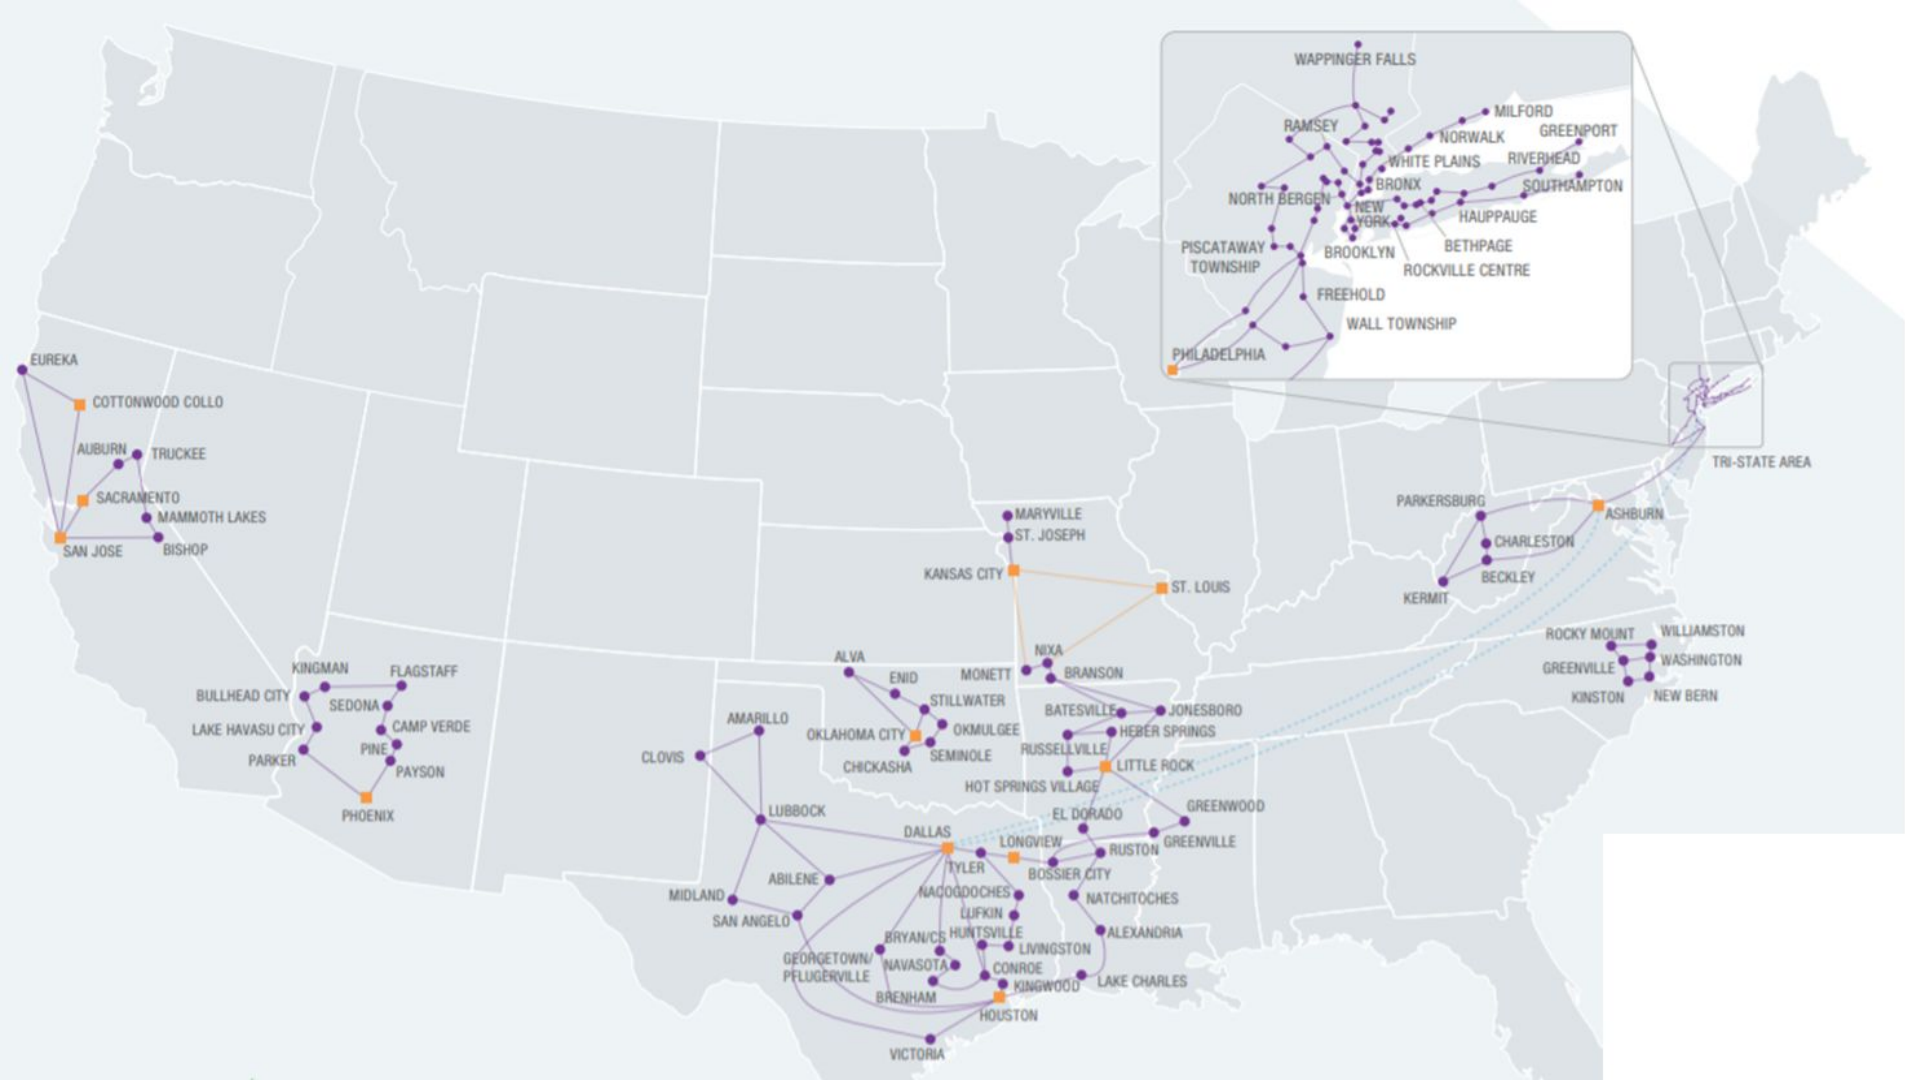 WAPPINGER FALLS
MILFORD
RAMSEY
GREENPORT
NORWALK
WHITE PLAINS
RIVERHEAD
BRONX
SOUTHAMPTON
NORTH BERGEN
NEW
YORK
HAUPPAUGE
PISCATAWAY
TOWNSHIP
BROOKLYN
BETHPAGE
ROCKVILLE CENTRE
FREEHOLD
WALL TOWNSHIP
PHILADELPHIA
EUREKA
COTTONWOOD COLLO
AUBURN
TRUCKEE
TRI-STATE AREA
SACRAMENTO
MAMMOTH LAKES
SAN JOSE
BISHOP
PARKERSBURG
ASHBURN
CHARLESTON
BECKLEY
KERMIT
MARYVILLE
ST. JOSEPH
KANSAS CITY
ST. LOUIS
ROCKY MOUNT
WILLIAMSTON
GREENVILLE
WASHINGTON
KINSTON
NEW BERN
KINGMAN
FLAGSTAFF
BULLHEAD CITY
SEDONA
LAKE HAVASU CITY
CAMP VERDE
PARKER
PINE
PAYSON
PHOENIX
NIXA
MONETT
BRANSON
ALVA
ENID
STILLWATER
OKLAHOMA CITY
OKMULGEE
SEMINOLE
CHICKASHA
BATESVILLE
JONESBORO
HEBER SPRINGS
RUSSELLVILLE
LITTLE ROCK
HOT SPRINGS VILLAGE
AMARILLO
CLOVIS
LUBBOCK
EL DORADO
GREENWOOD
GREENVILLE
DALLAS
LONGVIEW
RUSTON
TYLER
BOSSIER CITY
ABILENE
MIDLAND
SAN ANGELO
NACOGDOCHES
NATCHITOCHES
LUFKIN
HUNTSVILLE
ALEXANDRIA
BRYAN/CS
LIVINGSTON
GEORGETOWN/
PFLUGERVILLE
NAVASOTA
CONROE
KINGWOOD
LAKE CHARLES
BRENHAM
HOUSTON
VICTORIA